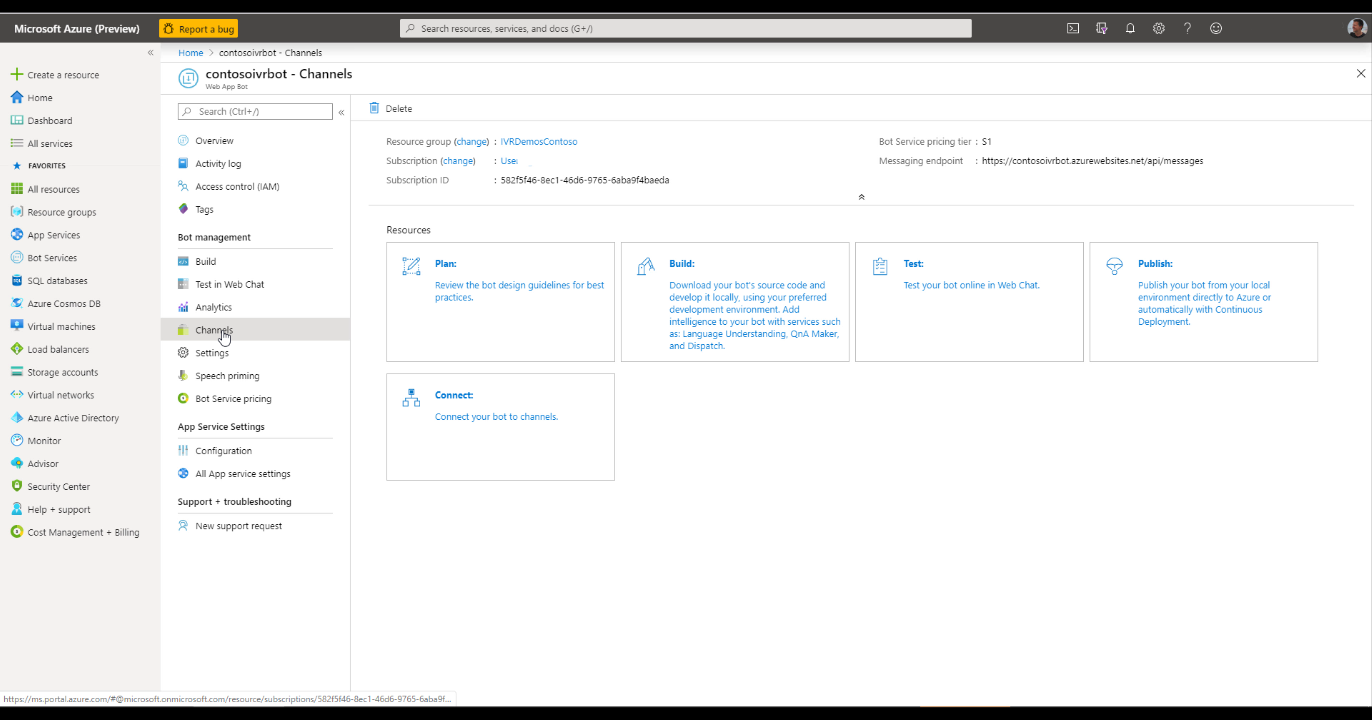 Microsoft Azure (Preview)
Report a bug
Search resources, services, and docs (G+/)
«
Create a resource
Home
Dashboard
All services
FAVORITES
All resources
Resource groups
App Services
Bot Services
SQL databases
Azure Cosmos DB
Virtual machines
Load balancers
Storage accounts
Virtual networks
Azure Active Directory
Monitor
Advisor
Security Center
Help + support
Cost Management + Billing
Home > contosoivrbot - Channels
contosoivrbot - Channels
Web App Bot
Search (Ctrl+/)
«
Overview
Activity log
Access control (IAM)
Tags
Bot management
Build
Test in Web Chat
Analytics
Channels
Settings
Speech priming
Bot Service pricing
App Service Settings
Configuration
All App service settings
Support + troubleshooting
New support request
Delete
Resource group (change) : IVRDemosContoso
Subscription (change) : Use
Subscription ID : 582f5f46-8ec1-46d6-9765-6aba9f4baeda
Bot Service pricing tier : S1
Messaging endpoint : https://contosoivrbot.azurewebsites.net/api/messages
Resources
Plan:
Review the bot design guidelines for best
practices.
Build:
Download your bot's source code and
develop it locally, using your preferred
development environment. Add
intelligence to your bot with services such
as: Language Understanding, QnA Maker,
and Dispatch.
Test:
Test your bot online in Web Chat.
Publish:
Publish your bot from your local
environment directly to Azure or
automatically with Continuous
Deployment.
Connect:
Connect your bot to channels.
https://ms.portal.azure.com/#@microsoft.onmicrosoft.com/resource/subscriptions/582f5f46-8ec1-46d6-9765-6aba9f...